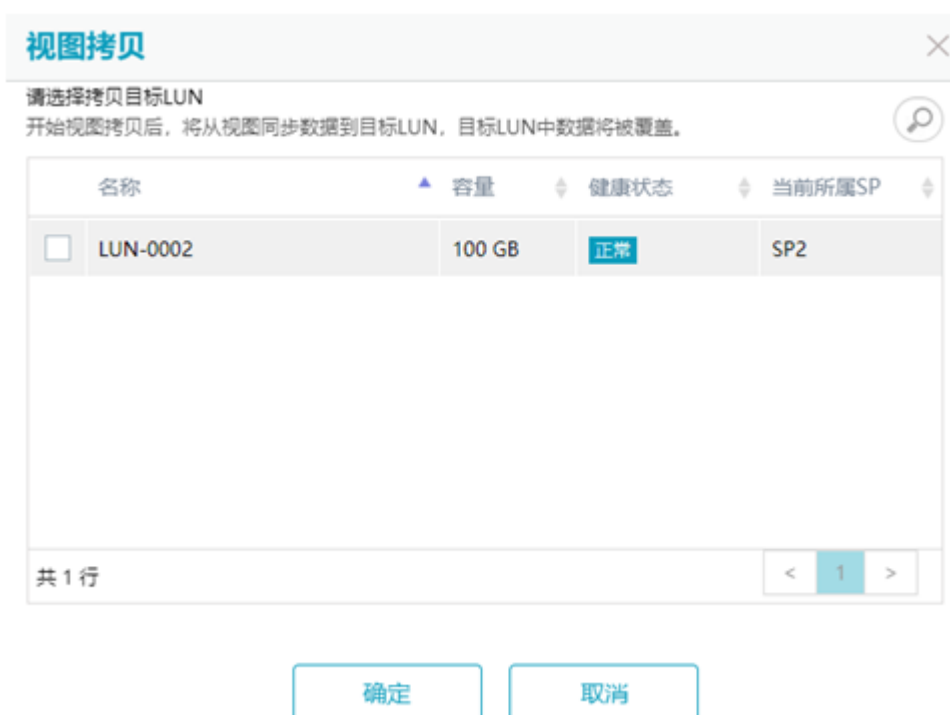 视图拷贝
请选择拷贝目标LUN
开始视图拷贝后，将从视图同步数据到目标LUN，目标LUN中数据将被覆盖。
名称 容量 健康状态 当前所属SP
LUN-0002 100 GB 正常 SP2
共 1 行 < 1 >
确定 取消